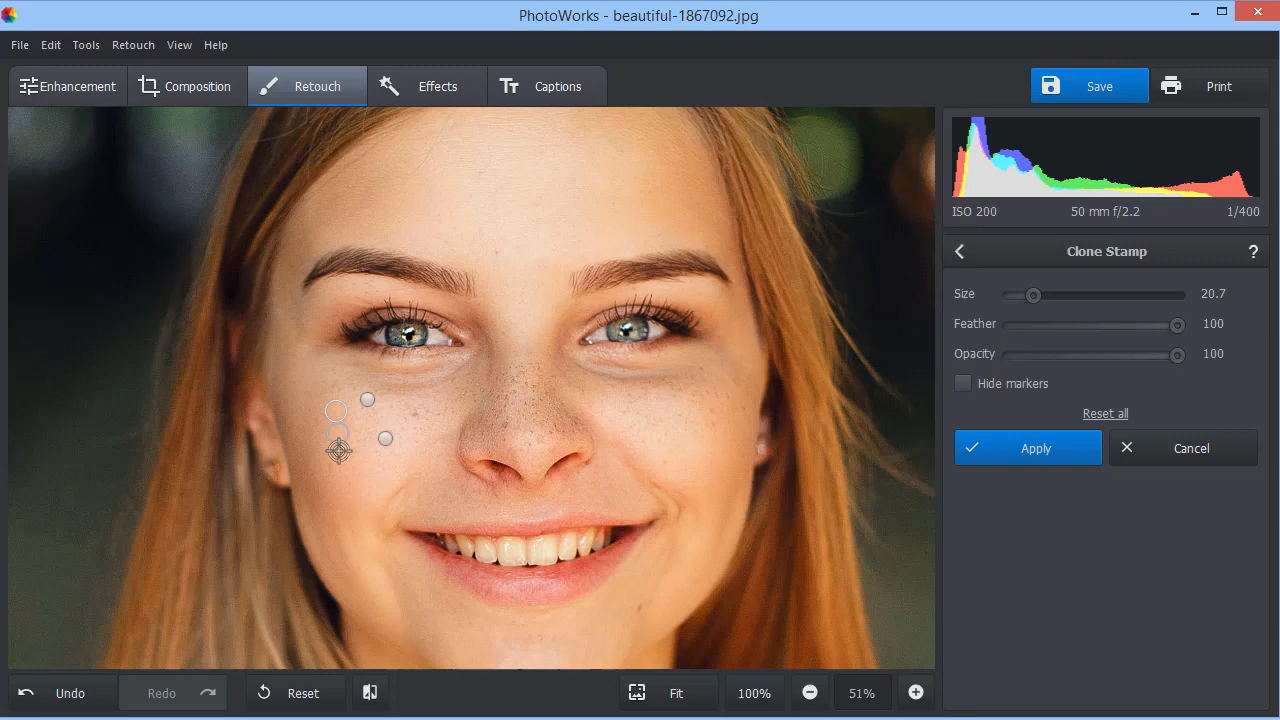 PhotoWorks - beautiful-1867092.jpg
File Edit Tools Retouch View Help
Enhancement Composition Retouch Effects Captions Save Print
ISO 200 50 mm f/2.2 1/400
Clone Stamp ?
Size 20.7
Feather 100
Opacity 100
Hide markers
Reset all
Apply Cancel
Undo Redo Reset Fit 100% 51%